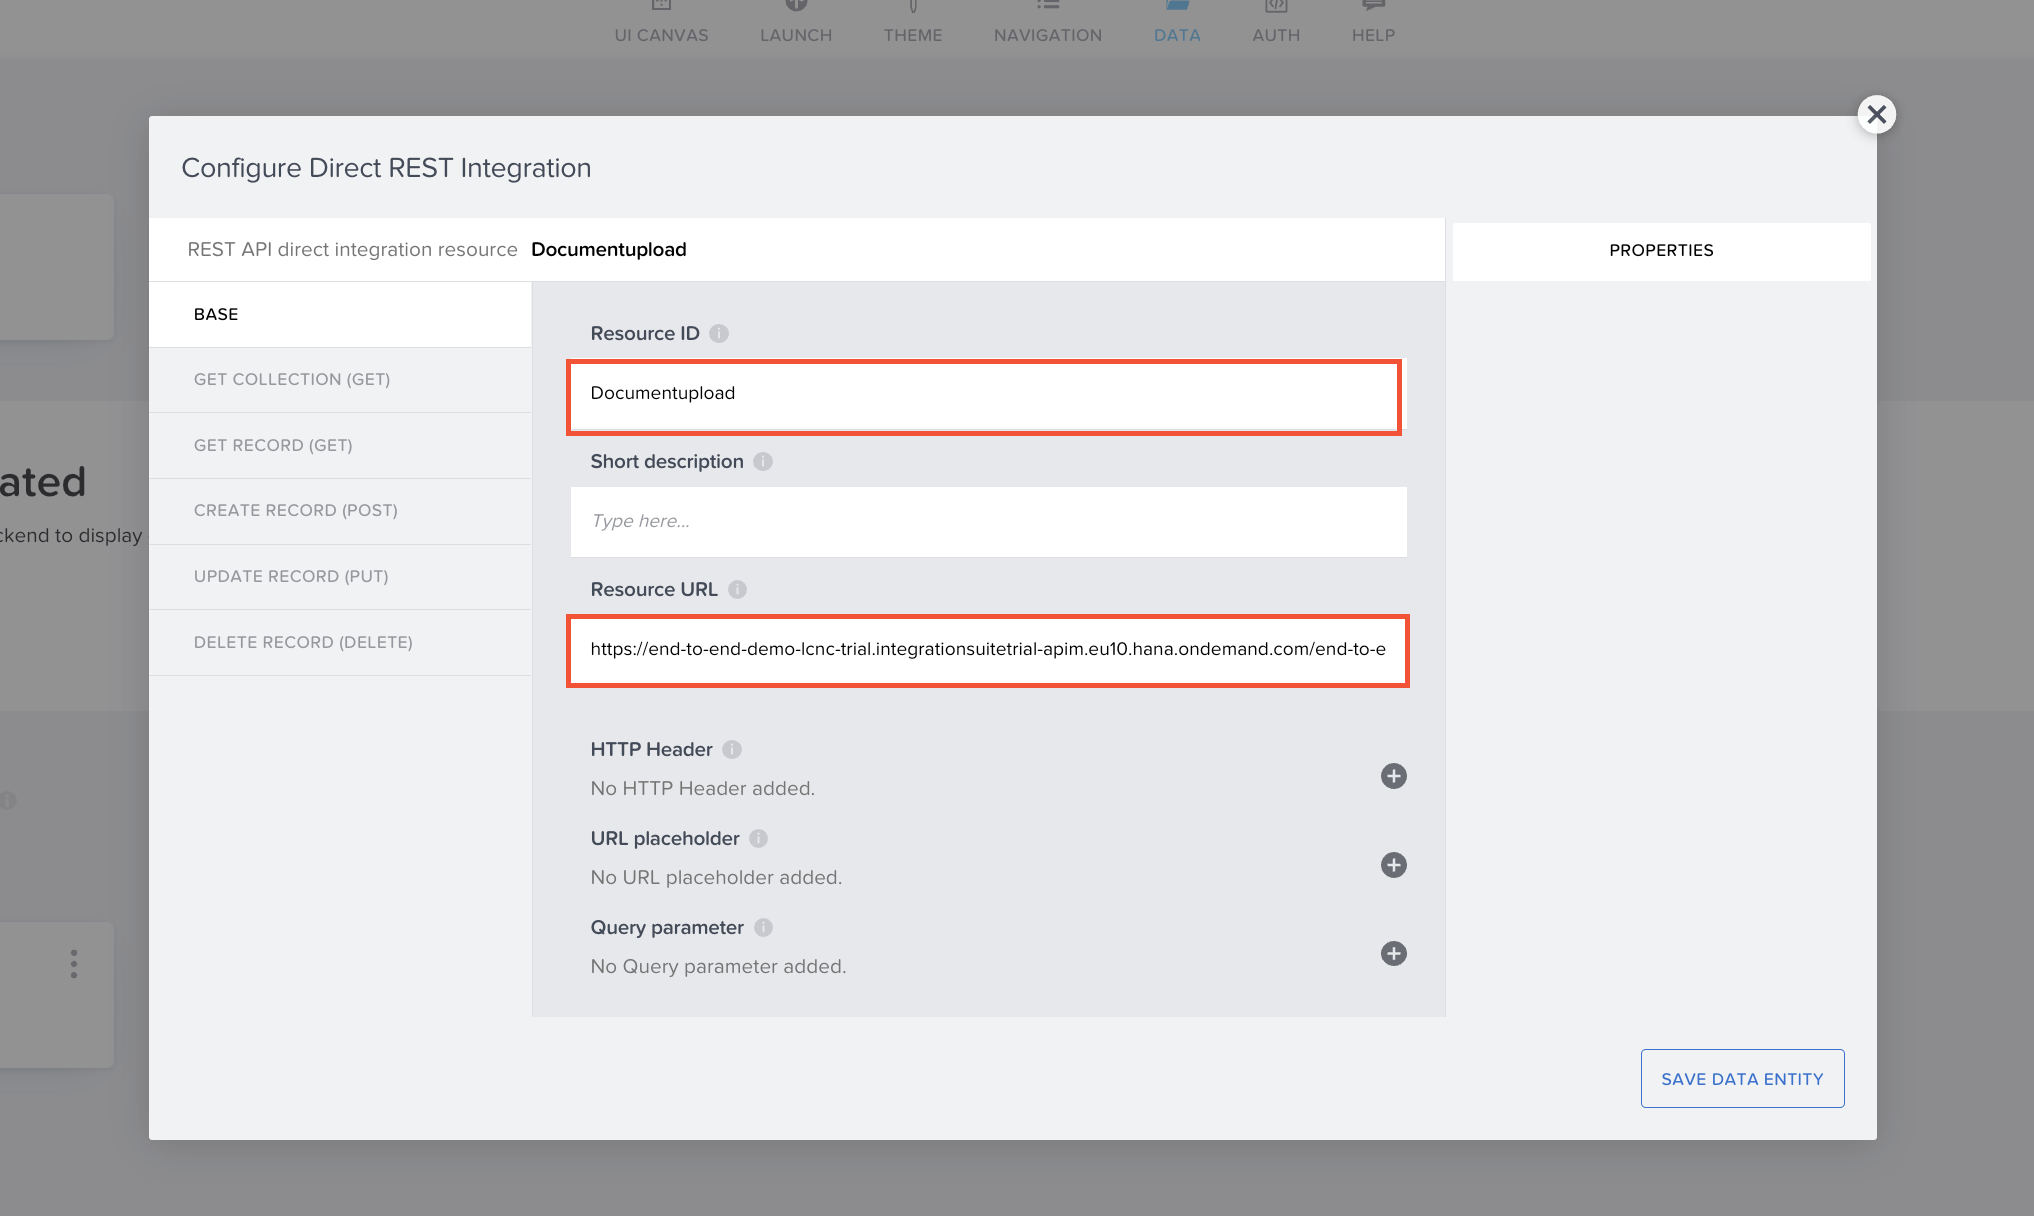 UI CANVAS
LAUNCH
THEME
NAVIGATION
DATA
AUTH
HELP
Configure Direct REST Integration
REST API direct integration resource Documentupload
PROPERTIES
BASE
GET COLLECTION (GET)
GET RECORD (GET)
CREATE RECORD (POST)
UPDATE RECORD (PUT)
DELETE RECORD (DELETE)
Resource ID
Documentupload
Short description
Type here...
Resource URL
https://end-to-end-demo-lcnc-trial.integrationsuitetrial-apim.eu10.hana.ondemand.com/end-to-e
HTTP Header
No HTTP Header added.
URL placeholder
No URL placeholder added.
Query parameter
No Query parameter added.
SAVE DATA ENTITY
ated
ckend to display